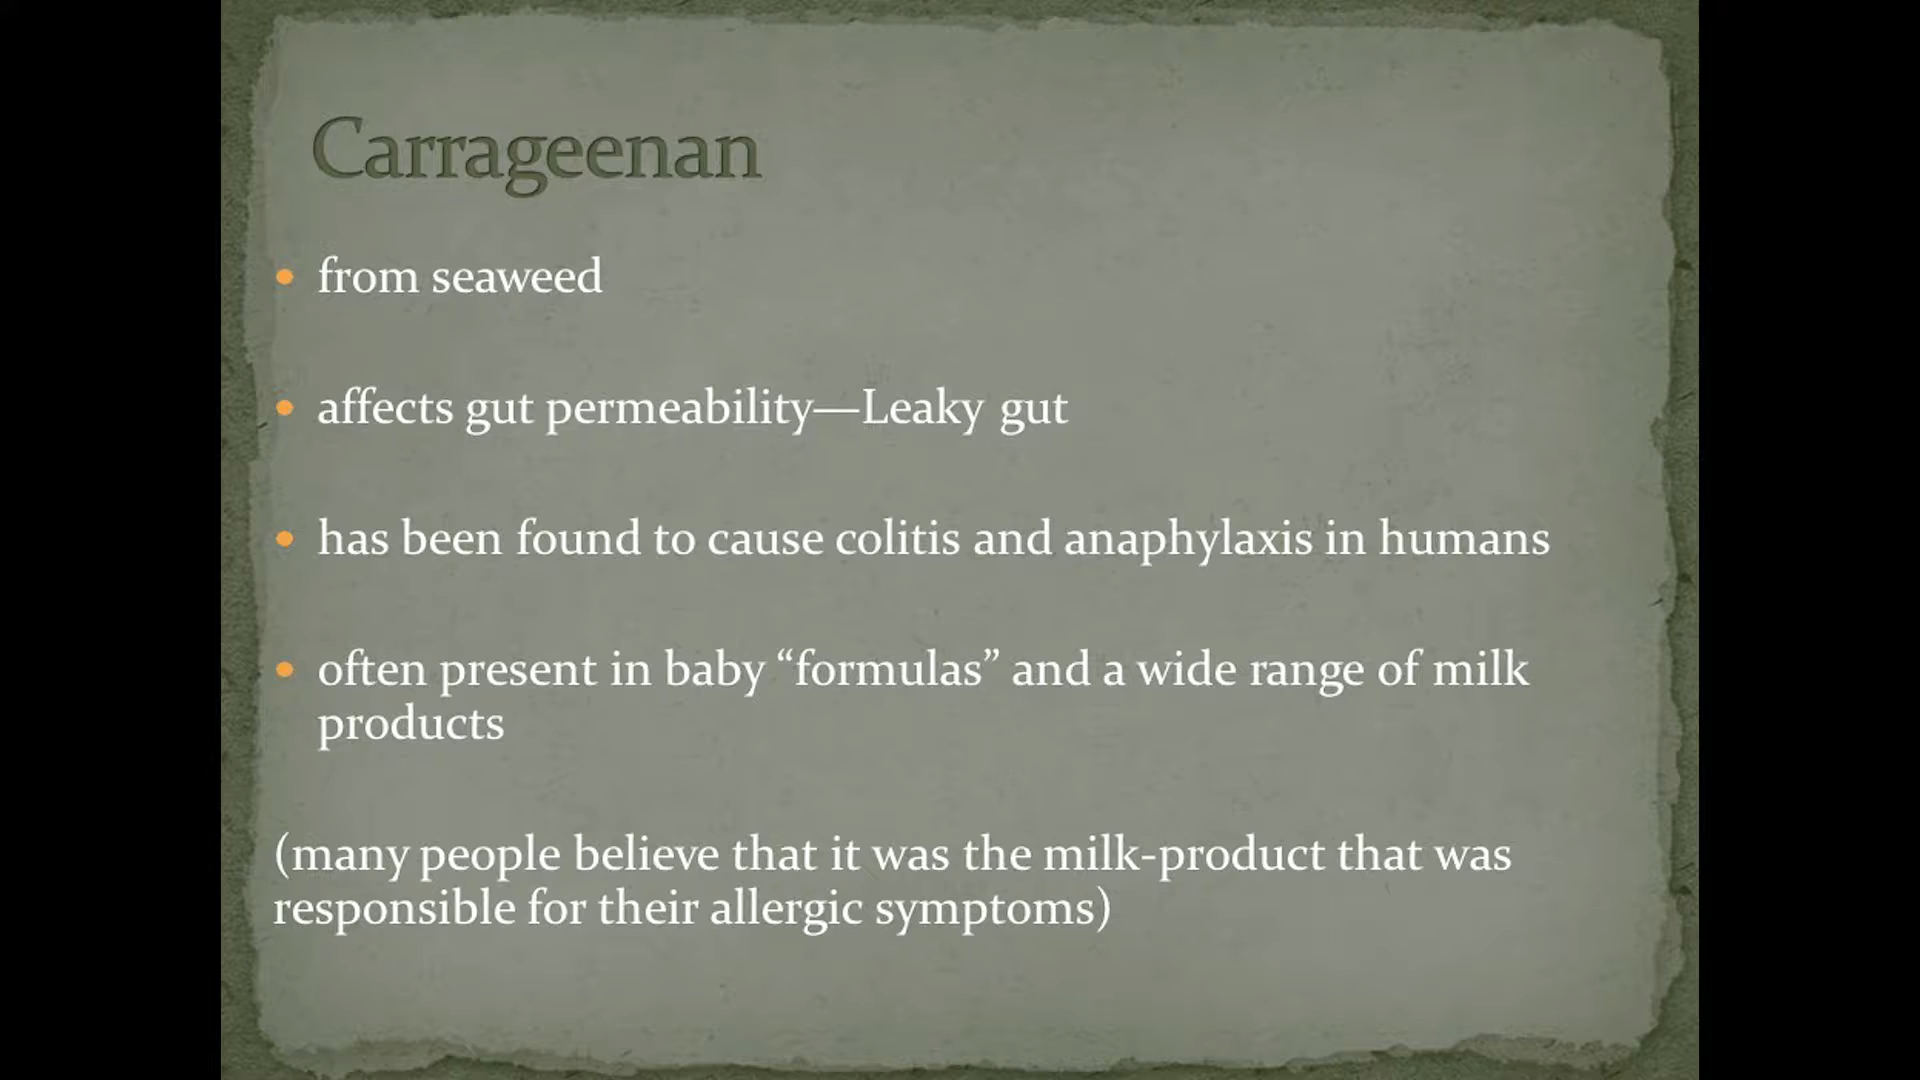 Carrageenan
• from seaweed
• affects gut permeability—Leaky gut
• has been found to cause colitis and anaphylaxis in humans
• often present in baby “formulas” and a wide range of milk
products
(many people believe that it was the milk-product that was
responsible for their allergic symptoms)